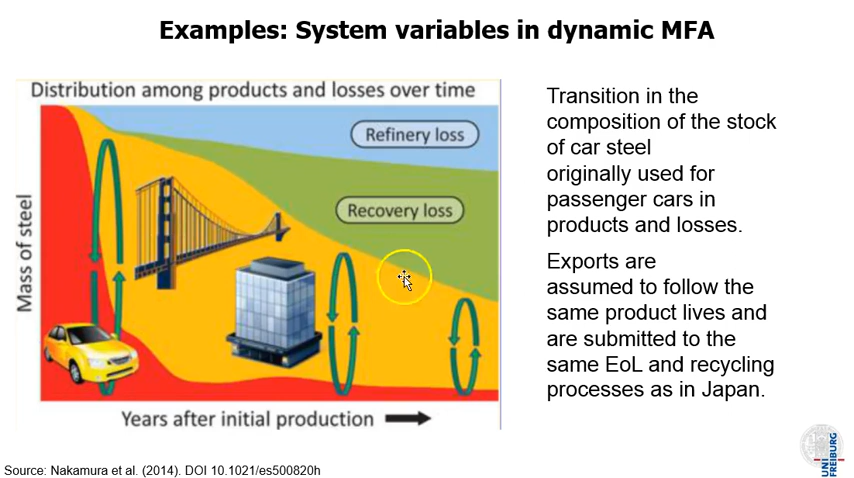 Examples: System variables in dynamic MFA
Distribution among products and losses over time
Refinery loss
Recovery loss
Mass of steel
Years after initial production
Transition in the
composition of the stock
of car steel
originally used for
passenger cars in
products and losses.
Exports are
assumed to follow the
same product lives and
are submitted to the
same EoL and recycling
processes as in Japan.
Source: Nakamura et al. (2014). DOI 10.1021/es500820h
UNI
FREIBURG